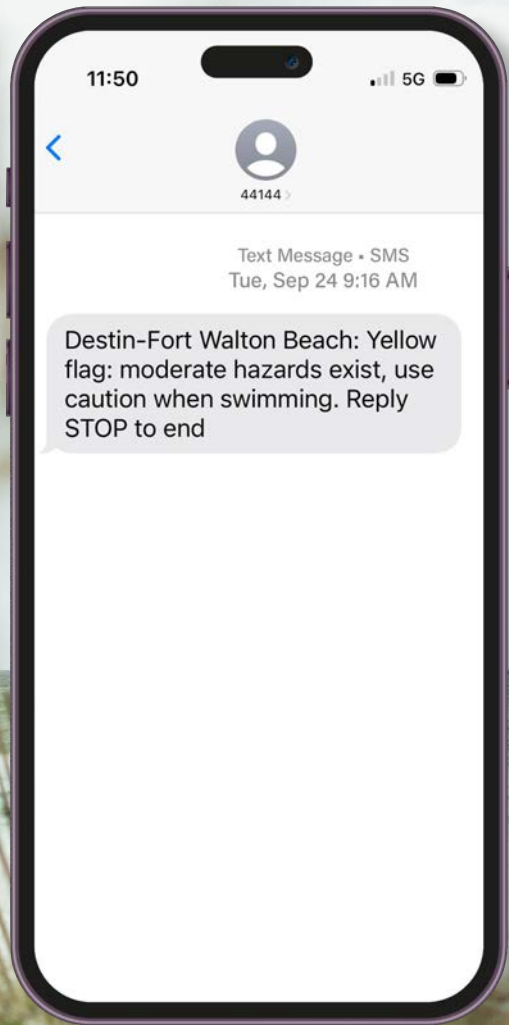 11:50
5G
44144
Text Message • SMS
Tue, Sep 24 9:16 AM
Destin-Fort Walton Beach: Yellow
flag: moderate hazards exist, use
caution when swimming. Reply
STOP to end